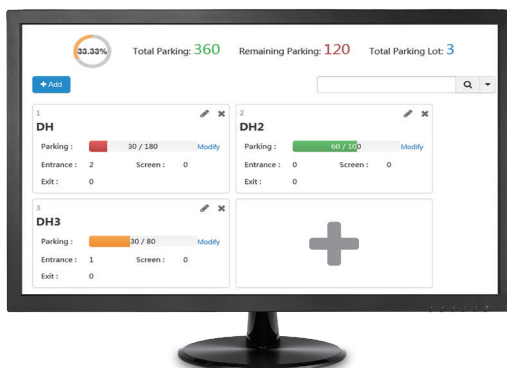 33.33% Total Parking: 360 Remaining Parking: 120 Total Parking Lot: 3
+ Add
1
DH
Parking : 30 / 180 Modify
Entrance : 2 Screen : 0
Exit : 0
2
DH2
Parking : 60 / 100 Modify
Entrance : 0 Screen : 0
Exit : 0
3
DH3
Parking : 30 / 80 Modify
Entrance : 1 Screen : 0
Exit : 0